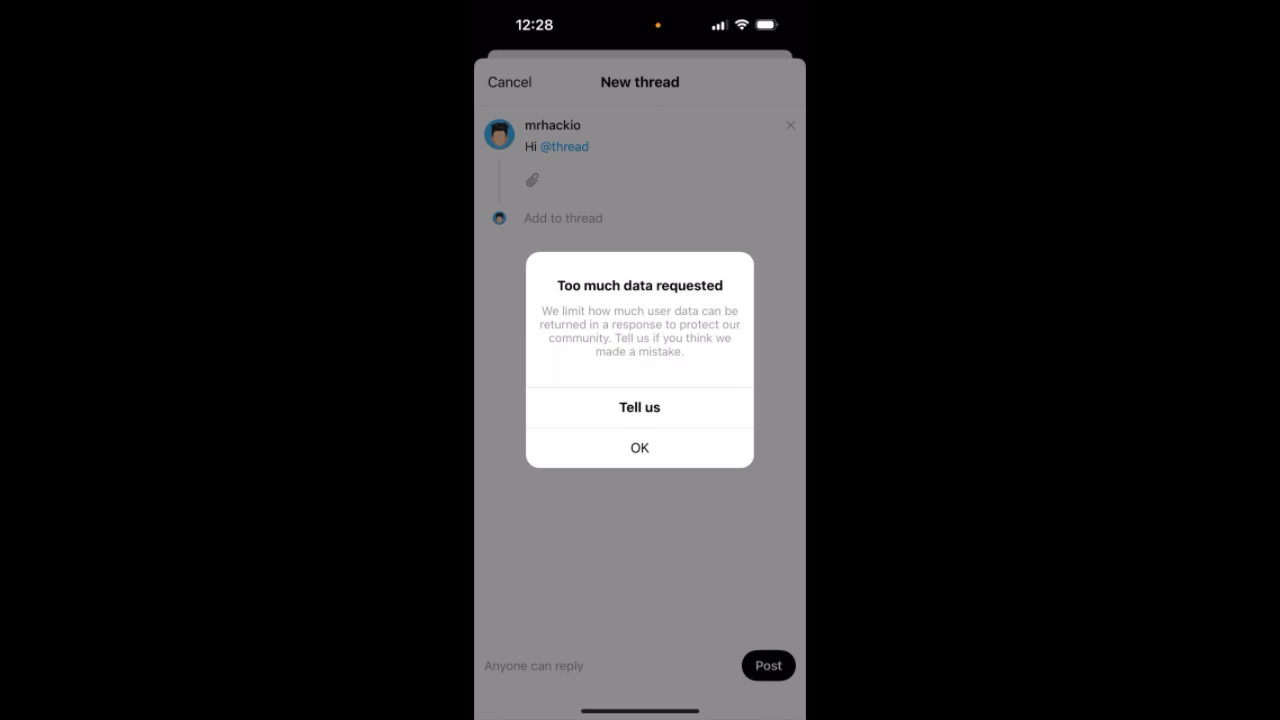 12:28
Cancel New thread
mrhackio
Hi @thread
Add to thread
Too much data requested
We limit how much user data can be
returned in a response to protect our
community. Tell us if you think we
made a mistake.
Tell us
OK
Anyone can reply Post